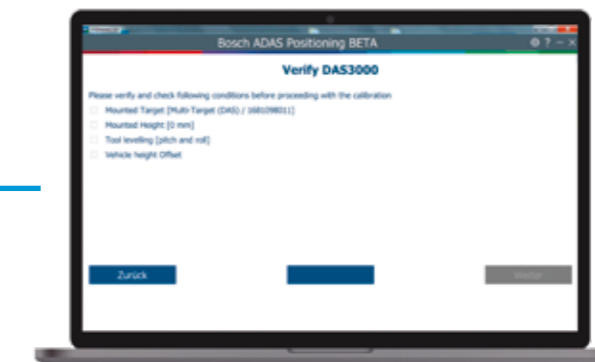 Bosch ADAS Positioning BETA
Verify DAS3000
Please verify and check following conditions before proceeding with the calibration
Mounted Target [Multi-Target (DAS) / 1681098011]
Mounted Height [0 mm]
Tool levelling [pitch and roll]
Vehicle height Offset
Zurück
Weiter